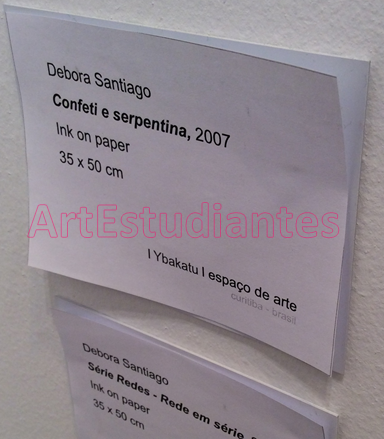 Debora Santiago
Confeti e serpentina, 2007
Ink on paper
35 x 50 cm
ArtEstudiantes
I Ybakatu I espaço de arte
curitiba - brasil
Debora Santiago
Série Redes - Rede em série,
Ink on paper
35 x 50 cm